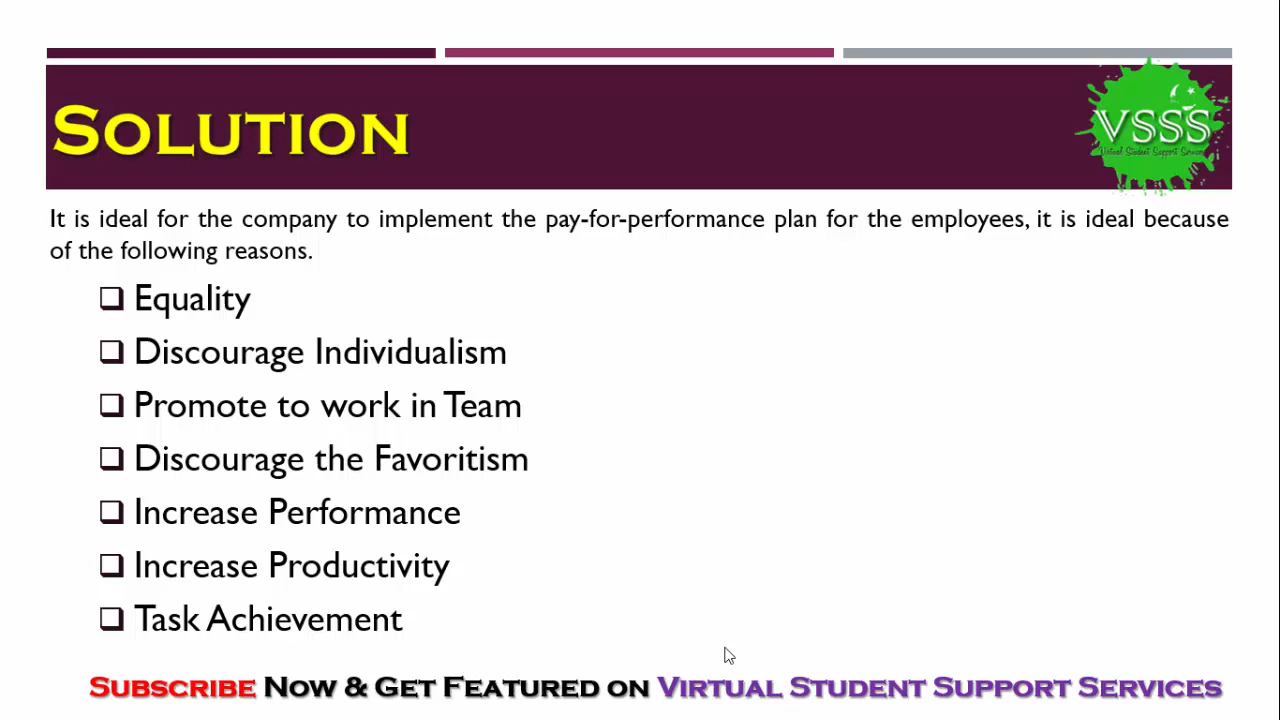 Solution
VSSS
Virtual Student Support Services
It is ideal for the company to implement the pay-for-performance plan for the employees, it is ideal because
of the following reasons.
❑ Equality
❑ Discourage Individualism
❑ Promote to work in Team
❑ Discourage the Favoritism
❑ Increase Performance
❑ Increase Productivity
❑ Task Achievement
Subscribe Now & Get Featured on Virtual Student Support Services